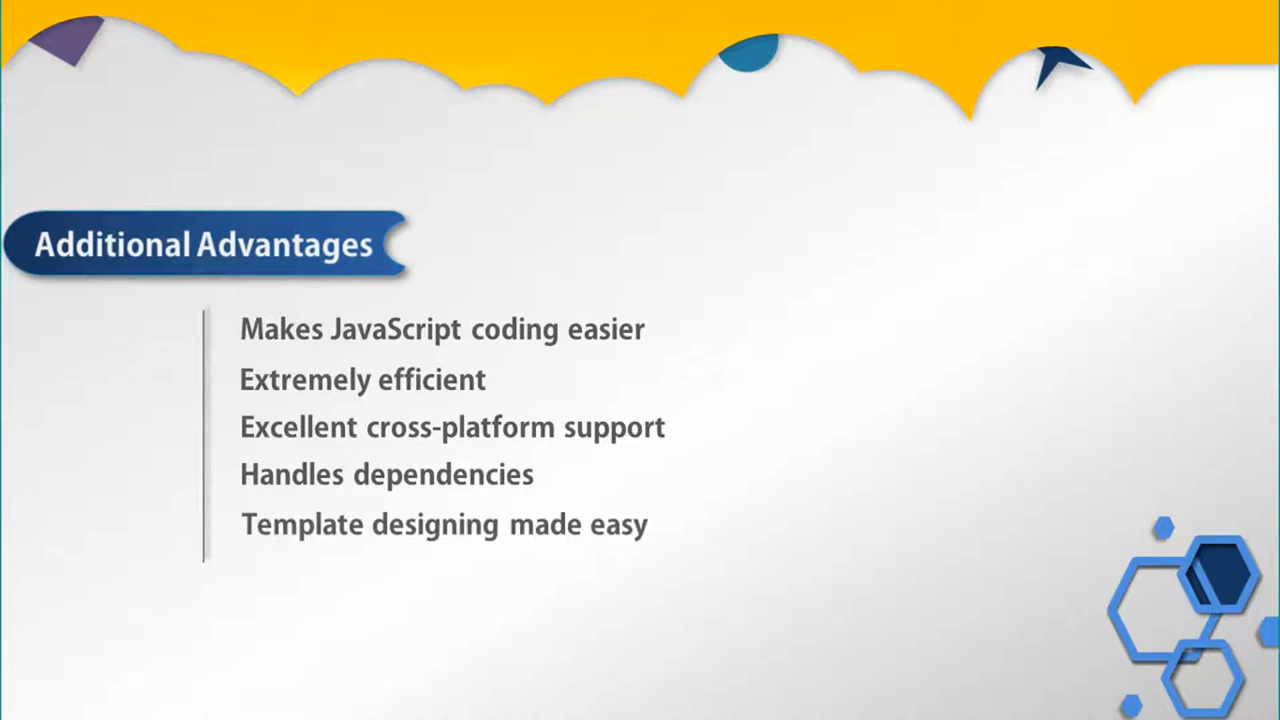 Additional Advantages
Makes JavaScript coding easier
Extremely efficient
Excellent cross-platform support
Handles dependencies
Template designing made easy